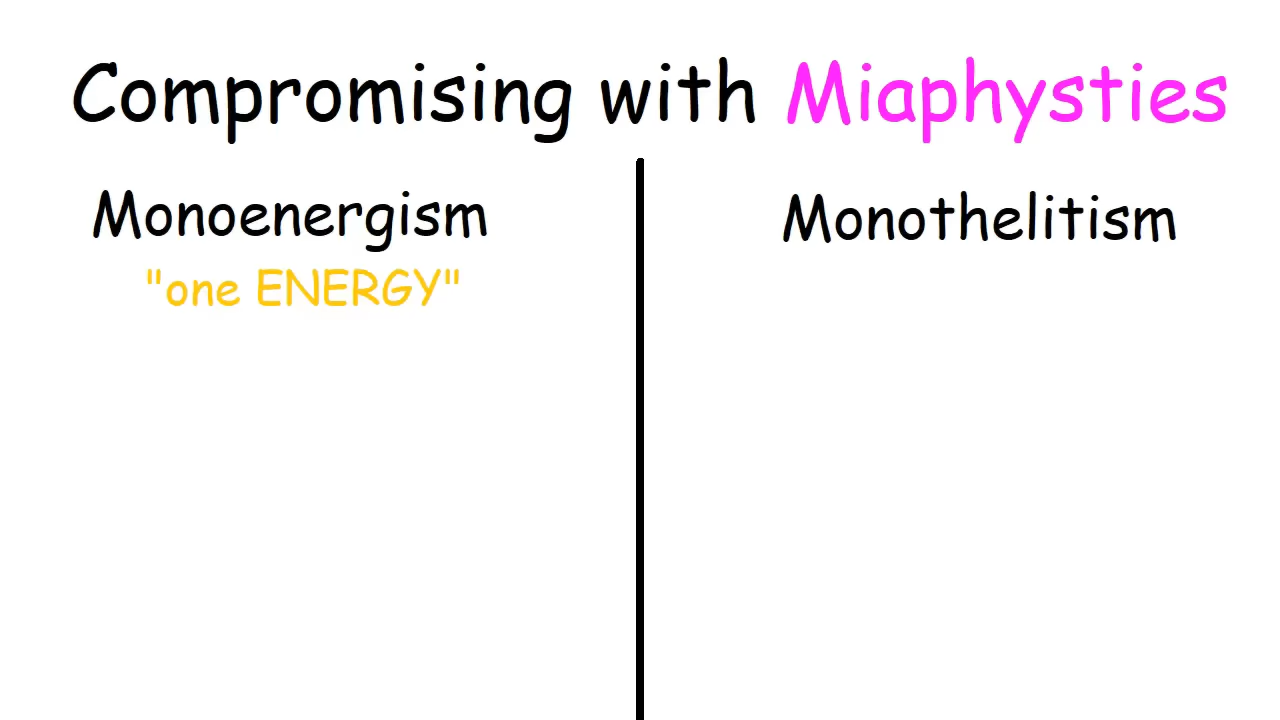 Compromising with Miaphysties
Monoenergism
"one ENERGY"
Monothelitism